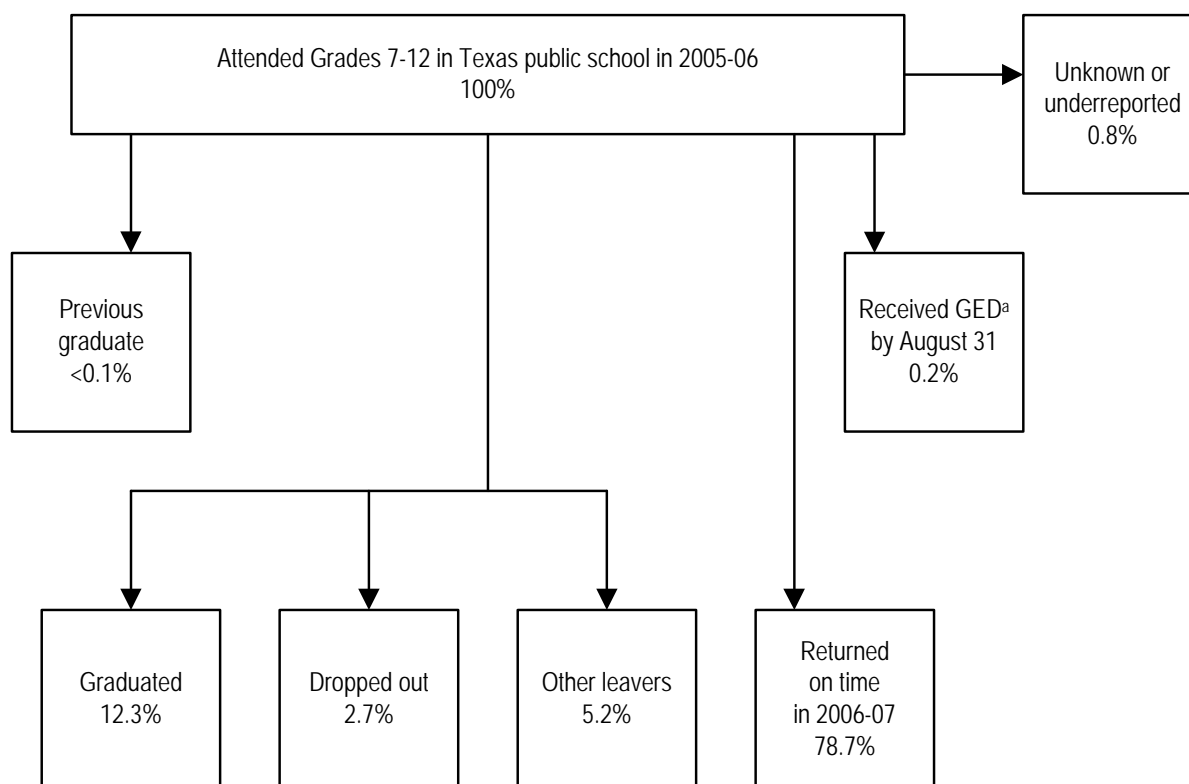 Attended Grades 7-12 in Texas public school in 2005-06
100%
Unknown or
underreported
0.8%
Previous
graduate
<0.1%
Received GEDᵃ
by August 31
0.2%
Graduated
12.3%
Dropped out
2.7%
Other leavers
5.2%
Returned
on time
in 2006-07
78.7%